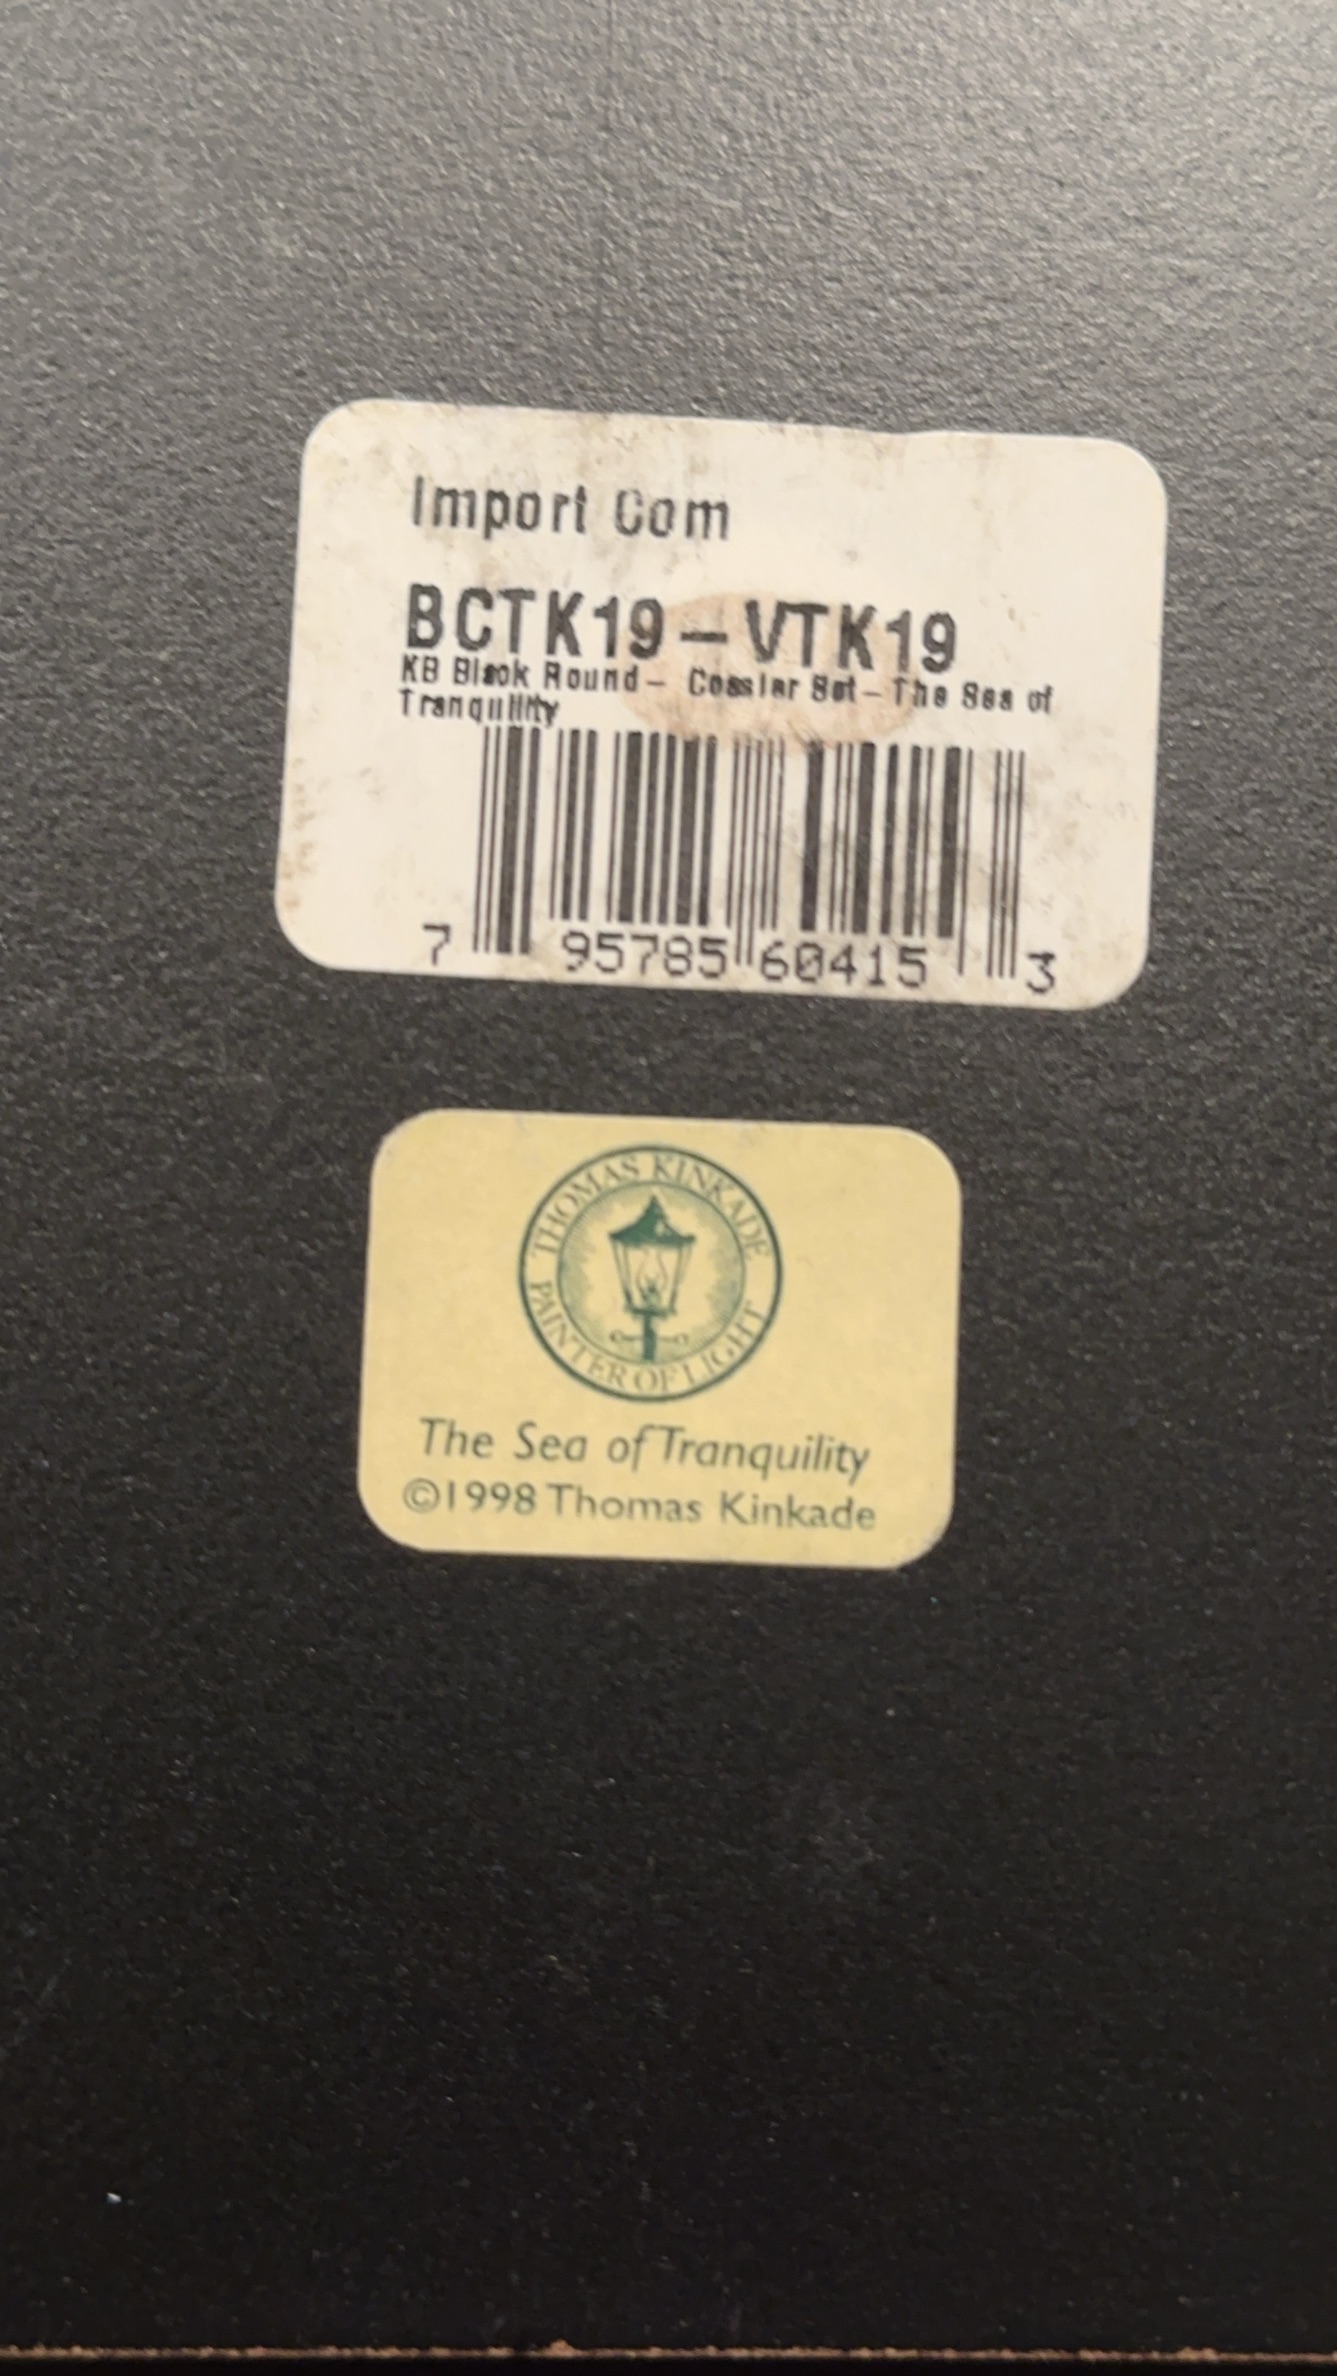 Import Com
BCTK19-VTK19
KB Black Round- Coaster Set-The Sea of
Tranquility
7 95785 60415 3
THOMAS KINKADE
PAINTER OF LIGHT
The Sea of Tranquility
©1998 Thomas Kinkade